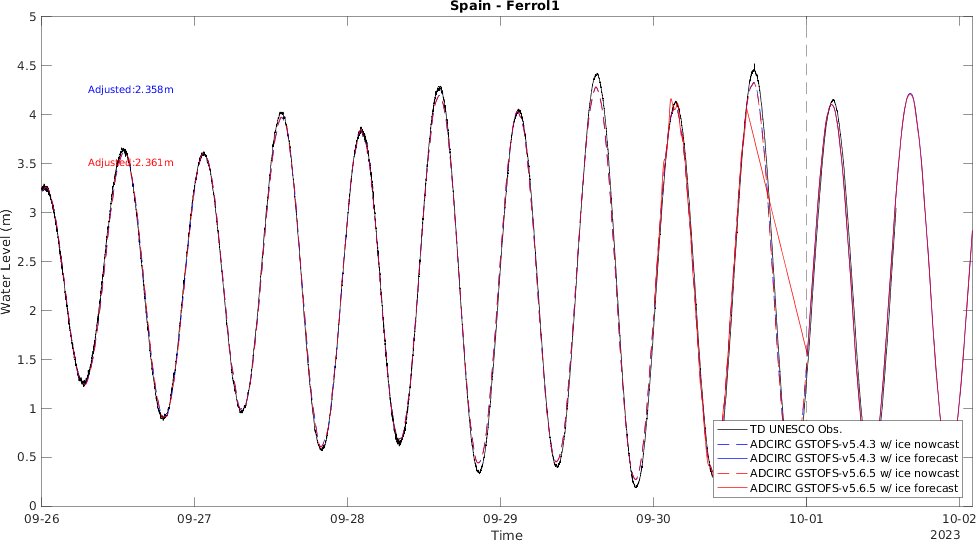 Spain - Ferrol1
5
4.5
4
3.5
3
2.5
2
1.5
1
0.5
0
Water Level (m)
Adjusted:2.358m
Adjusted:2.361m
TD UNESCO Obs.
ADCIRC GSTOFS-v5.4.3 w/ ice nowcast
ADCIRC GSTOFS-v5.4.3 w/ ice forecast
ADCIRC GSTOFS-v5.6.5 w/ ice nowcast
ADCIRC GSTOFS-v5.6.5 w/ ice forecast
09-26 09-27 09-28 09-29 09-30 10-01 10-02
Time
2023